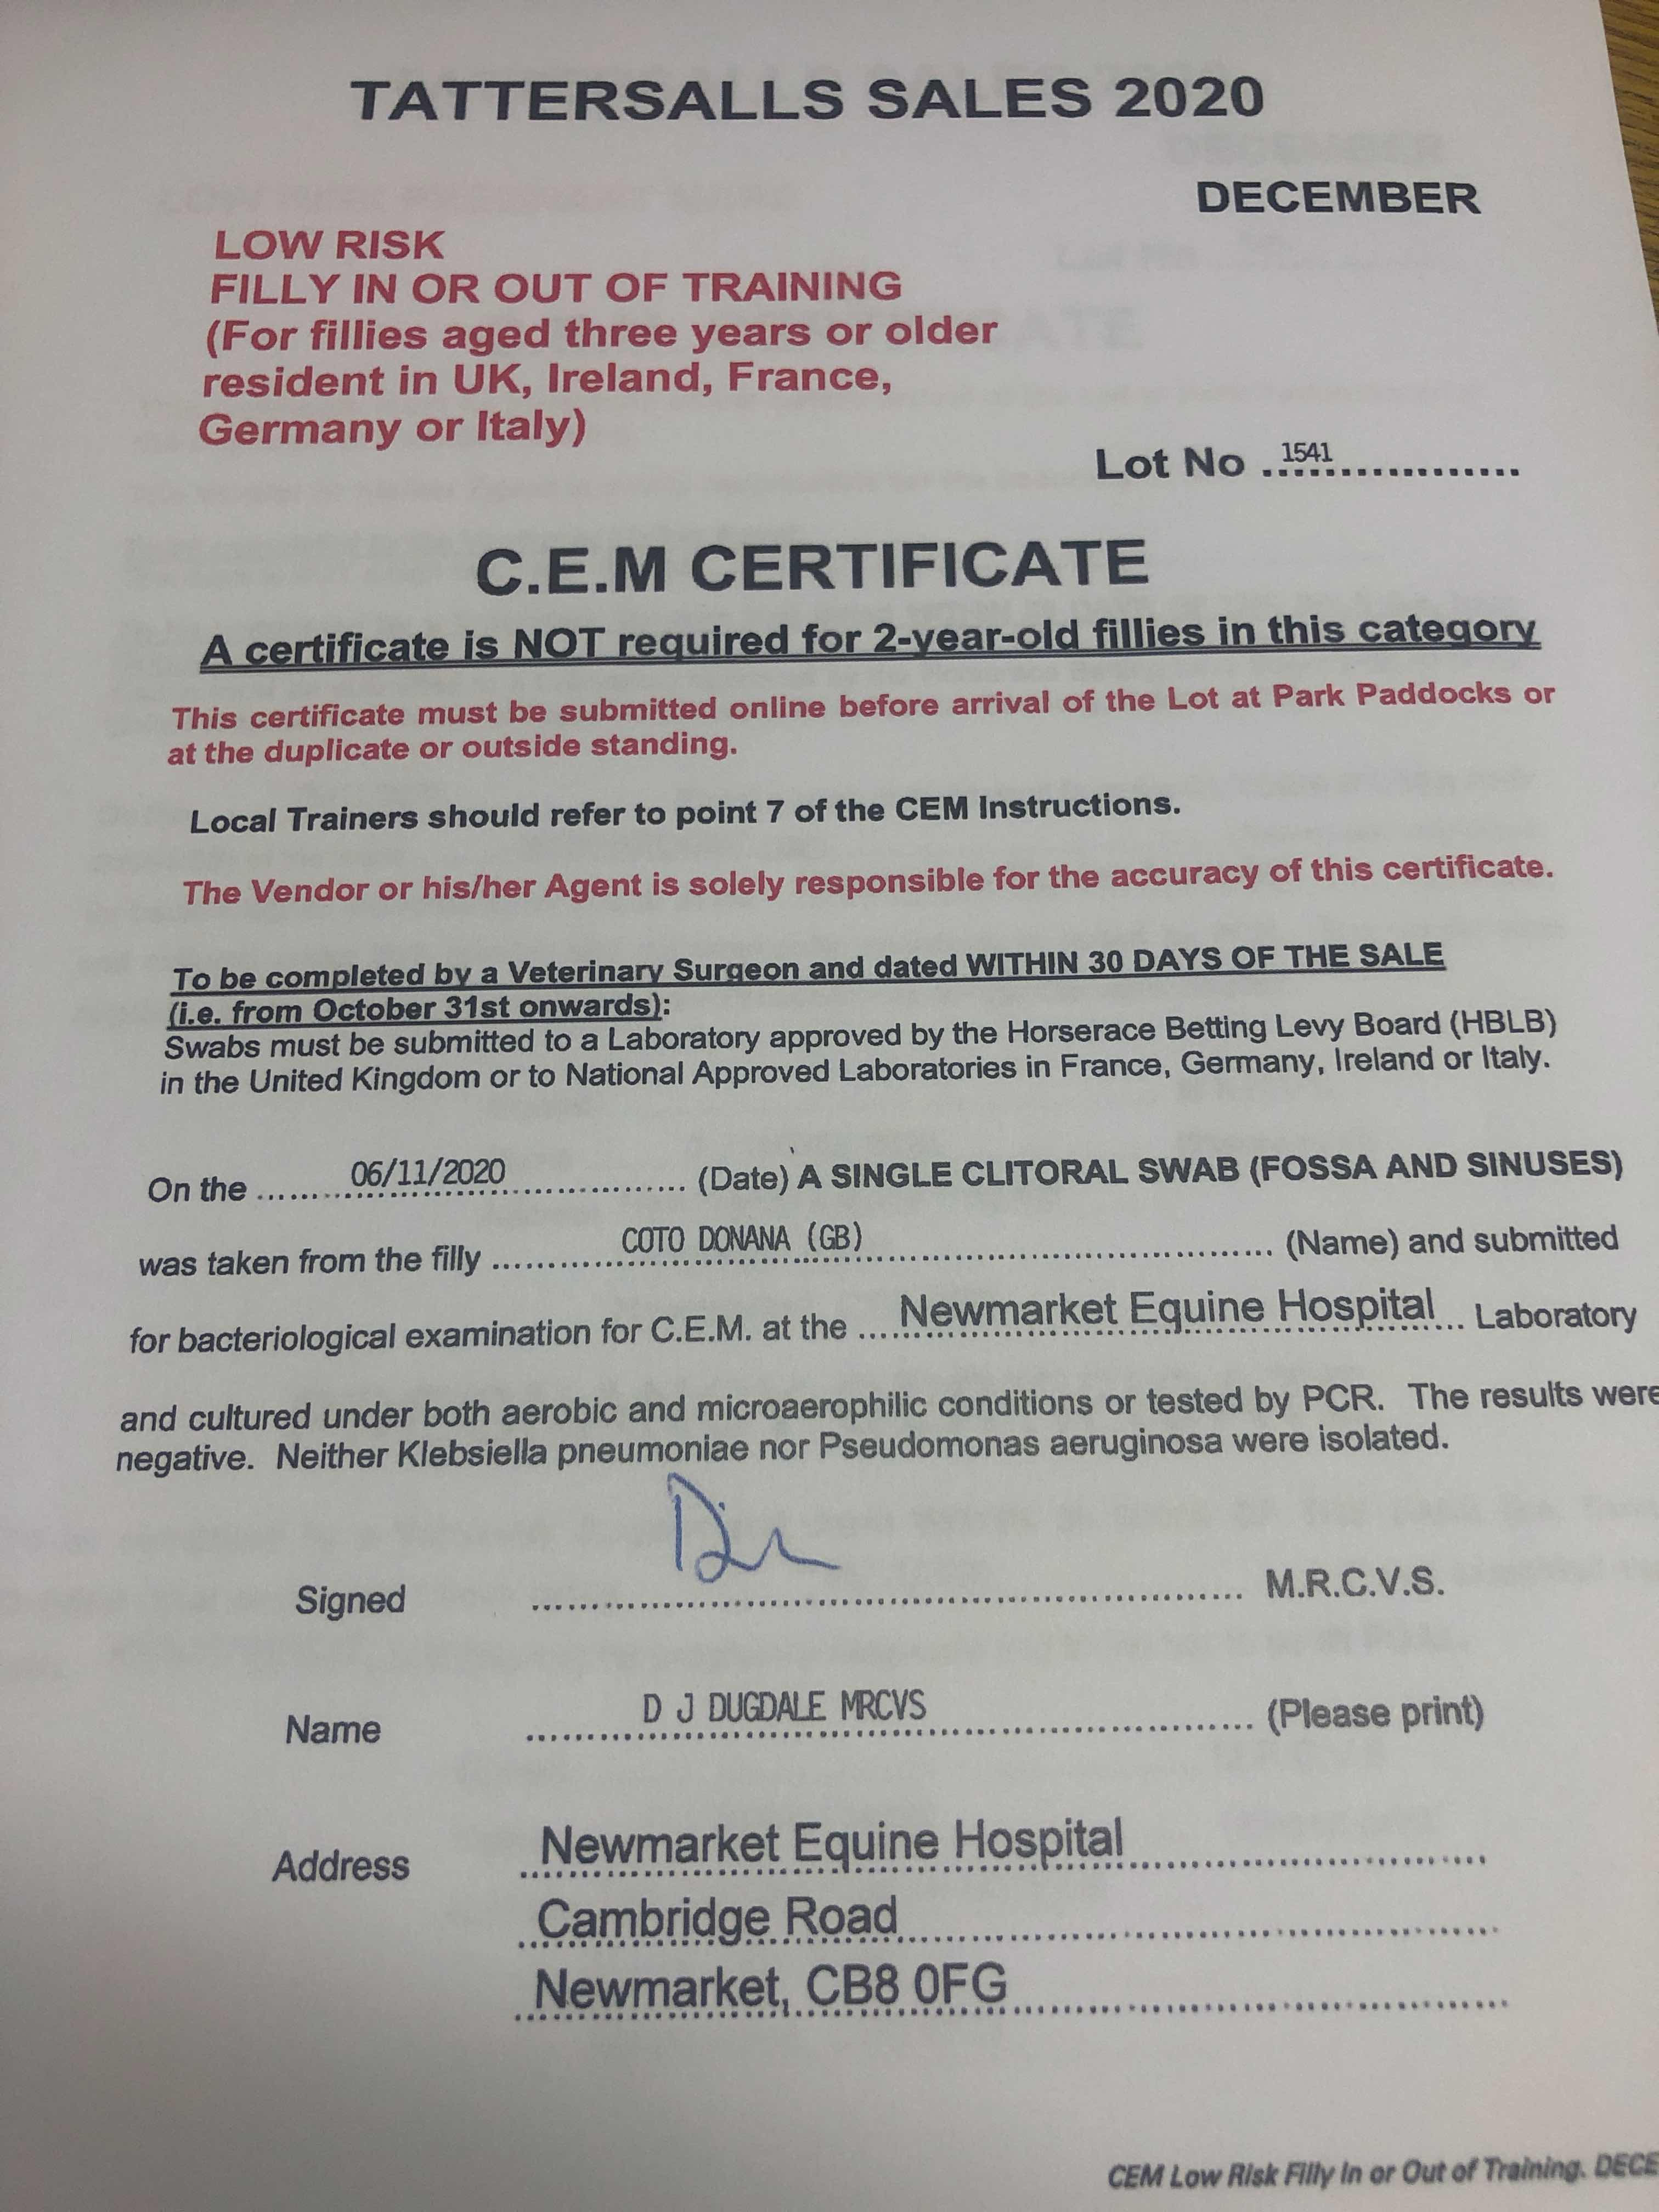 TATTERSALLS SALES 2020
DECEMBER
LOW RISK
FILLY IN OR OUT OF TRAINING
(For fillies aged three years or older
resident in UK, Ireland, France,
Germany or Italy)
Lot No 1541
C.E.M CERTIFICATE
A certificate is NOT required for 2-year-old fillies in this category
This certificate must be submitted online before arrival of the Lot at Park Paddocks or
at the duplicate or outside standing.
Local Trainers should refer to point 7 of the CEM Instructions.
The Vendor or his/her Agent is solely responsible for the accuracy of this certificate.
To be completed by a Veterinary Surgeon and dated WITHIN 30 DAYS OF THE SALE
(i.e. from October 31st onwards):
Swabs must be submitted to a Laboratory approved by the Horserace Betting Levy Board (HBLB)
in the United Kingdom or to National Approved Laboratories in France, Germany, Ireland or Italy.
On the 06/11/2020 (Date) A SINGLE CLITORAL SWAB (FOSSA AND SINUSES)
was taken from the filly COTO DONANA (GB) (Name) and submitted
for bacteriological examination for C.E.M. at the Newmarket Equine Hospital Laboratory
and cultured under both aerobic and microaerophilic conditions or tested by PCR. The results were
negative. Neither Klebsiella pneumoniae nor Pseudomonas aeruginosa were isolated.
Signed M.R.C.V.S.
Name D J DUGDALE MRCVS (Please print)
Address Newmarket Equine Hospital
Cambridge Road
Newmarket, CB8 0FG
CEM Low Risk Filly In or Out of Training. DECE